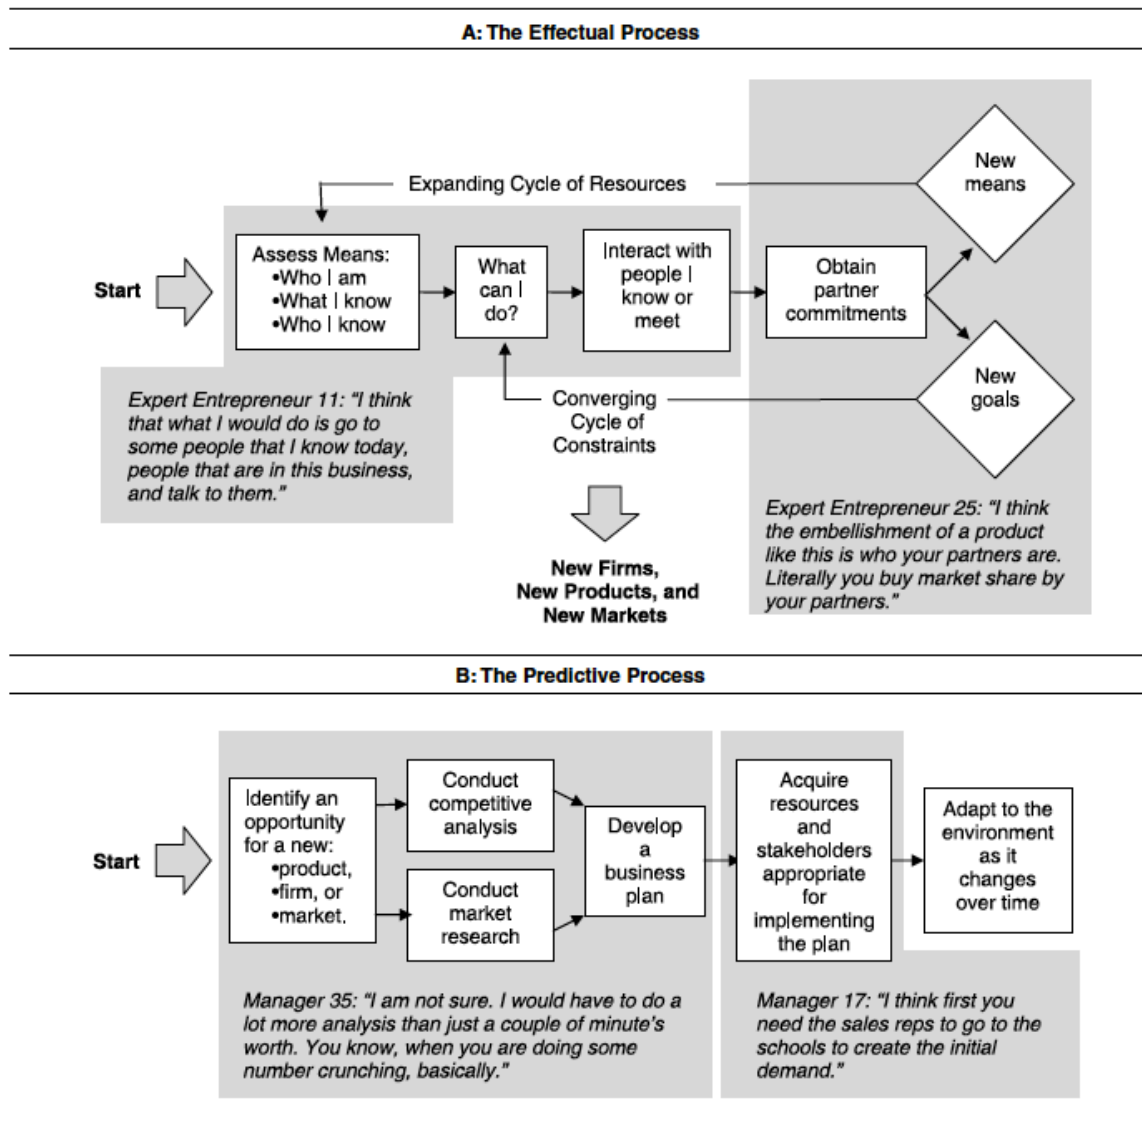 A: The Effectual Process
New
means
Expanding Cycle of Resources
Start
Assess Means:
•Who I am
•What I know
•Who I know
What
can I
do?
Interact with
people I
know or
meet
Obtain
partner
commitments
New
goals
Converging
Cycle of
Constraints
Expert Entrepreneur 11: “I think
that what I would do is go to
some people that I know today,
people that are in this business,
and talk to them.”
Expert Entrepreneur 25: “I think
the embellishment of a product
like this is who your partners are.
Literally you buy market share by
your partners.”
New Firms,
New Products, and
New Markets
B: The Predictive Process
Start
Identify an
opportunity
for a new:
•product,
•firm, or
•market.
Conduct
competitive
analysis
Conduct
market
research
Develop
a
business
plan
Acquire
resources
and
stakeholders
appropriate
for
implementing
the plan
Adapt to the
environment
as it
changes
over time
Manager 35: “I am not sure. I would have to do a
lot more analysis than just a couple of minute’s
worth. You know, when you are doing some
number crunching, basically.”
Manager 17: “I think first you
need the sales reps to go to the
schools to create the initial
demand.”